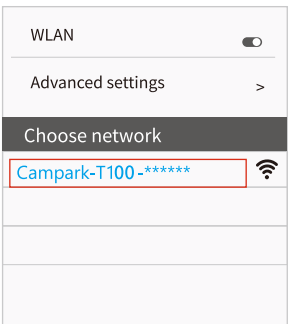 WLAN
Advanced settings >
Choose network
Campark-T100-******